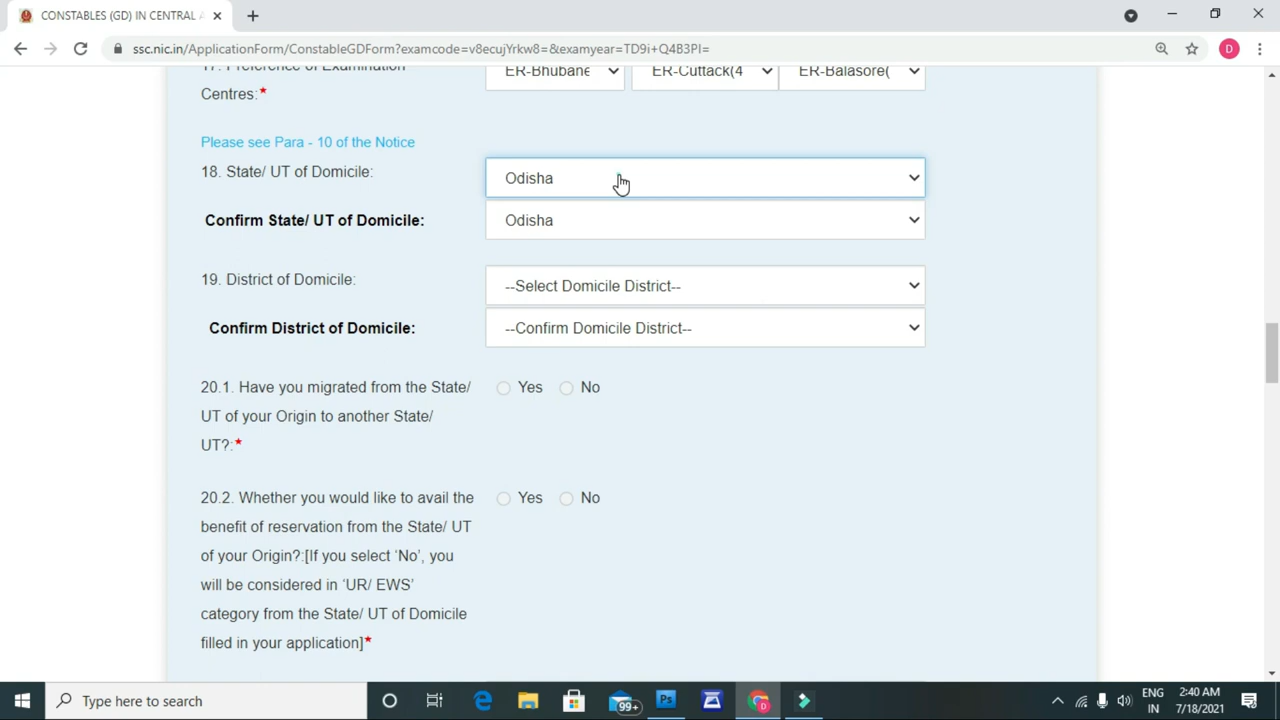 CONSTABLES (GD) IN CENTRAL
ssc.nic.in/ApplicationForm/ConstableGDForm?examcode=v8ecujYrkw8=&examyear=TD9i+Q4B3PI=
D
17. Preference of Examination
Centres:*
ER-Bhubane
ER-Cuttack(4
ER-Balasore(
Please see Para - 10 of the Notice
18. State/ UT of Domicile:
Odisha
Confirm State/ UT of Domicile:
Odisha
19. District of Domicile:
--Select Domicile District--
Confirm District of Domicile:
--Confirm Domicile District--
20.1. Have you migrated from the State/
UT of your Origin to another State/
UT?:*
Yes No
20.2. Whether you would like to avail the
benefit of reservation from the State/ UT
of your Origin?:[If you select ‘No’, you
will be considered in ‘UR/ EWS’
category from the State/ UT of Domicile
filled in your application]*
Yes No
Type here to search
99+
Ps
D
ENG
IN
2:40 AM
7/18/2021